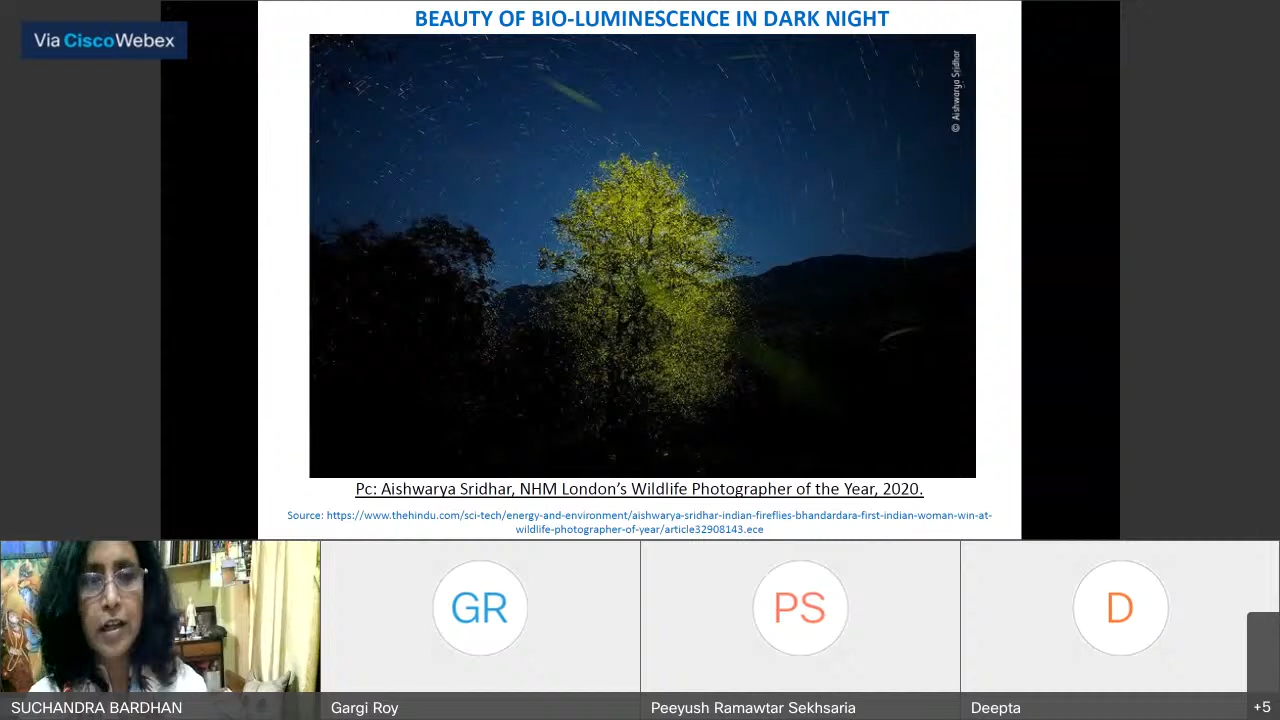 BEAUTY OF BIO-LUMINESCENCE IN DARK NIGHT
Via CiscoWebex
© Aishwarya Sridhar
Pc: Aishwarya Sridhar, NHM London’s Wildlife Photographer of the Year, 2020.
Source: https://www.thehindu.com/sci-tech/energy-and-environment/aishwarya-sridhar-indian-fireflies-bhandardara-first-indian-woman-win-at-
wildlife-photographer-of-year/article32908143.ece
GR
PS
D
SUCHANDRA BARDHAN
Gargi Roy
Peeyush Ramawtar Sekhsaria
Deepta
+5